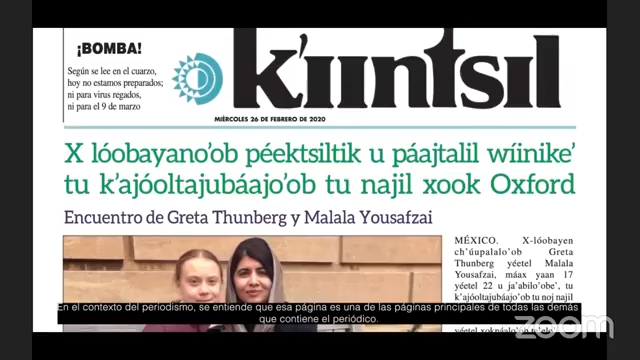 ¡BOMBA!
Según se lee en el cuarzo,
hoy no estamos preparados;
ni para virus regados,
ni para el 9 de marzo
k'iintsil
MIÉRCOLES 26 DE FEBRERO DE 2020
X lóobayano'ob péektsiltik u páajtalil wíinike'
tu k'ajóoltajubáajo'ob tu najil xook Oxford
Encuentro de Greta Thunberg y Malala Yousafzai
MÉXICO. X-lóobayen
ch'úupalalo'ob Greta
Thunberg yéetel Malala
Yousafzai, máax yaan 17
yéetel 22 u ja'abilo'obe', tu
k'ajóoltajubáajo'ob tu noj najil
En el contexto del periodismo, se entiende que esa página es una de las páginas principales de todas las demás
que contiene el periódico.
zoom